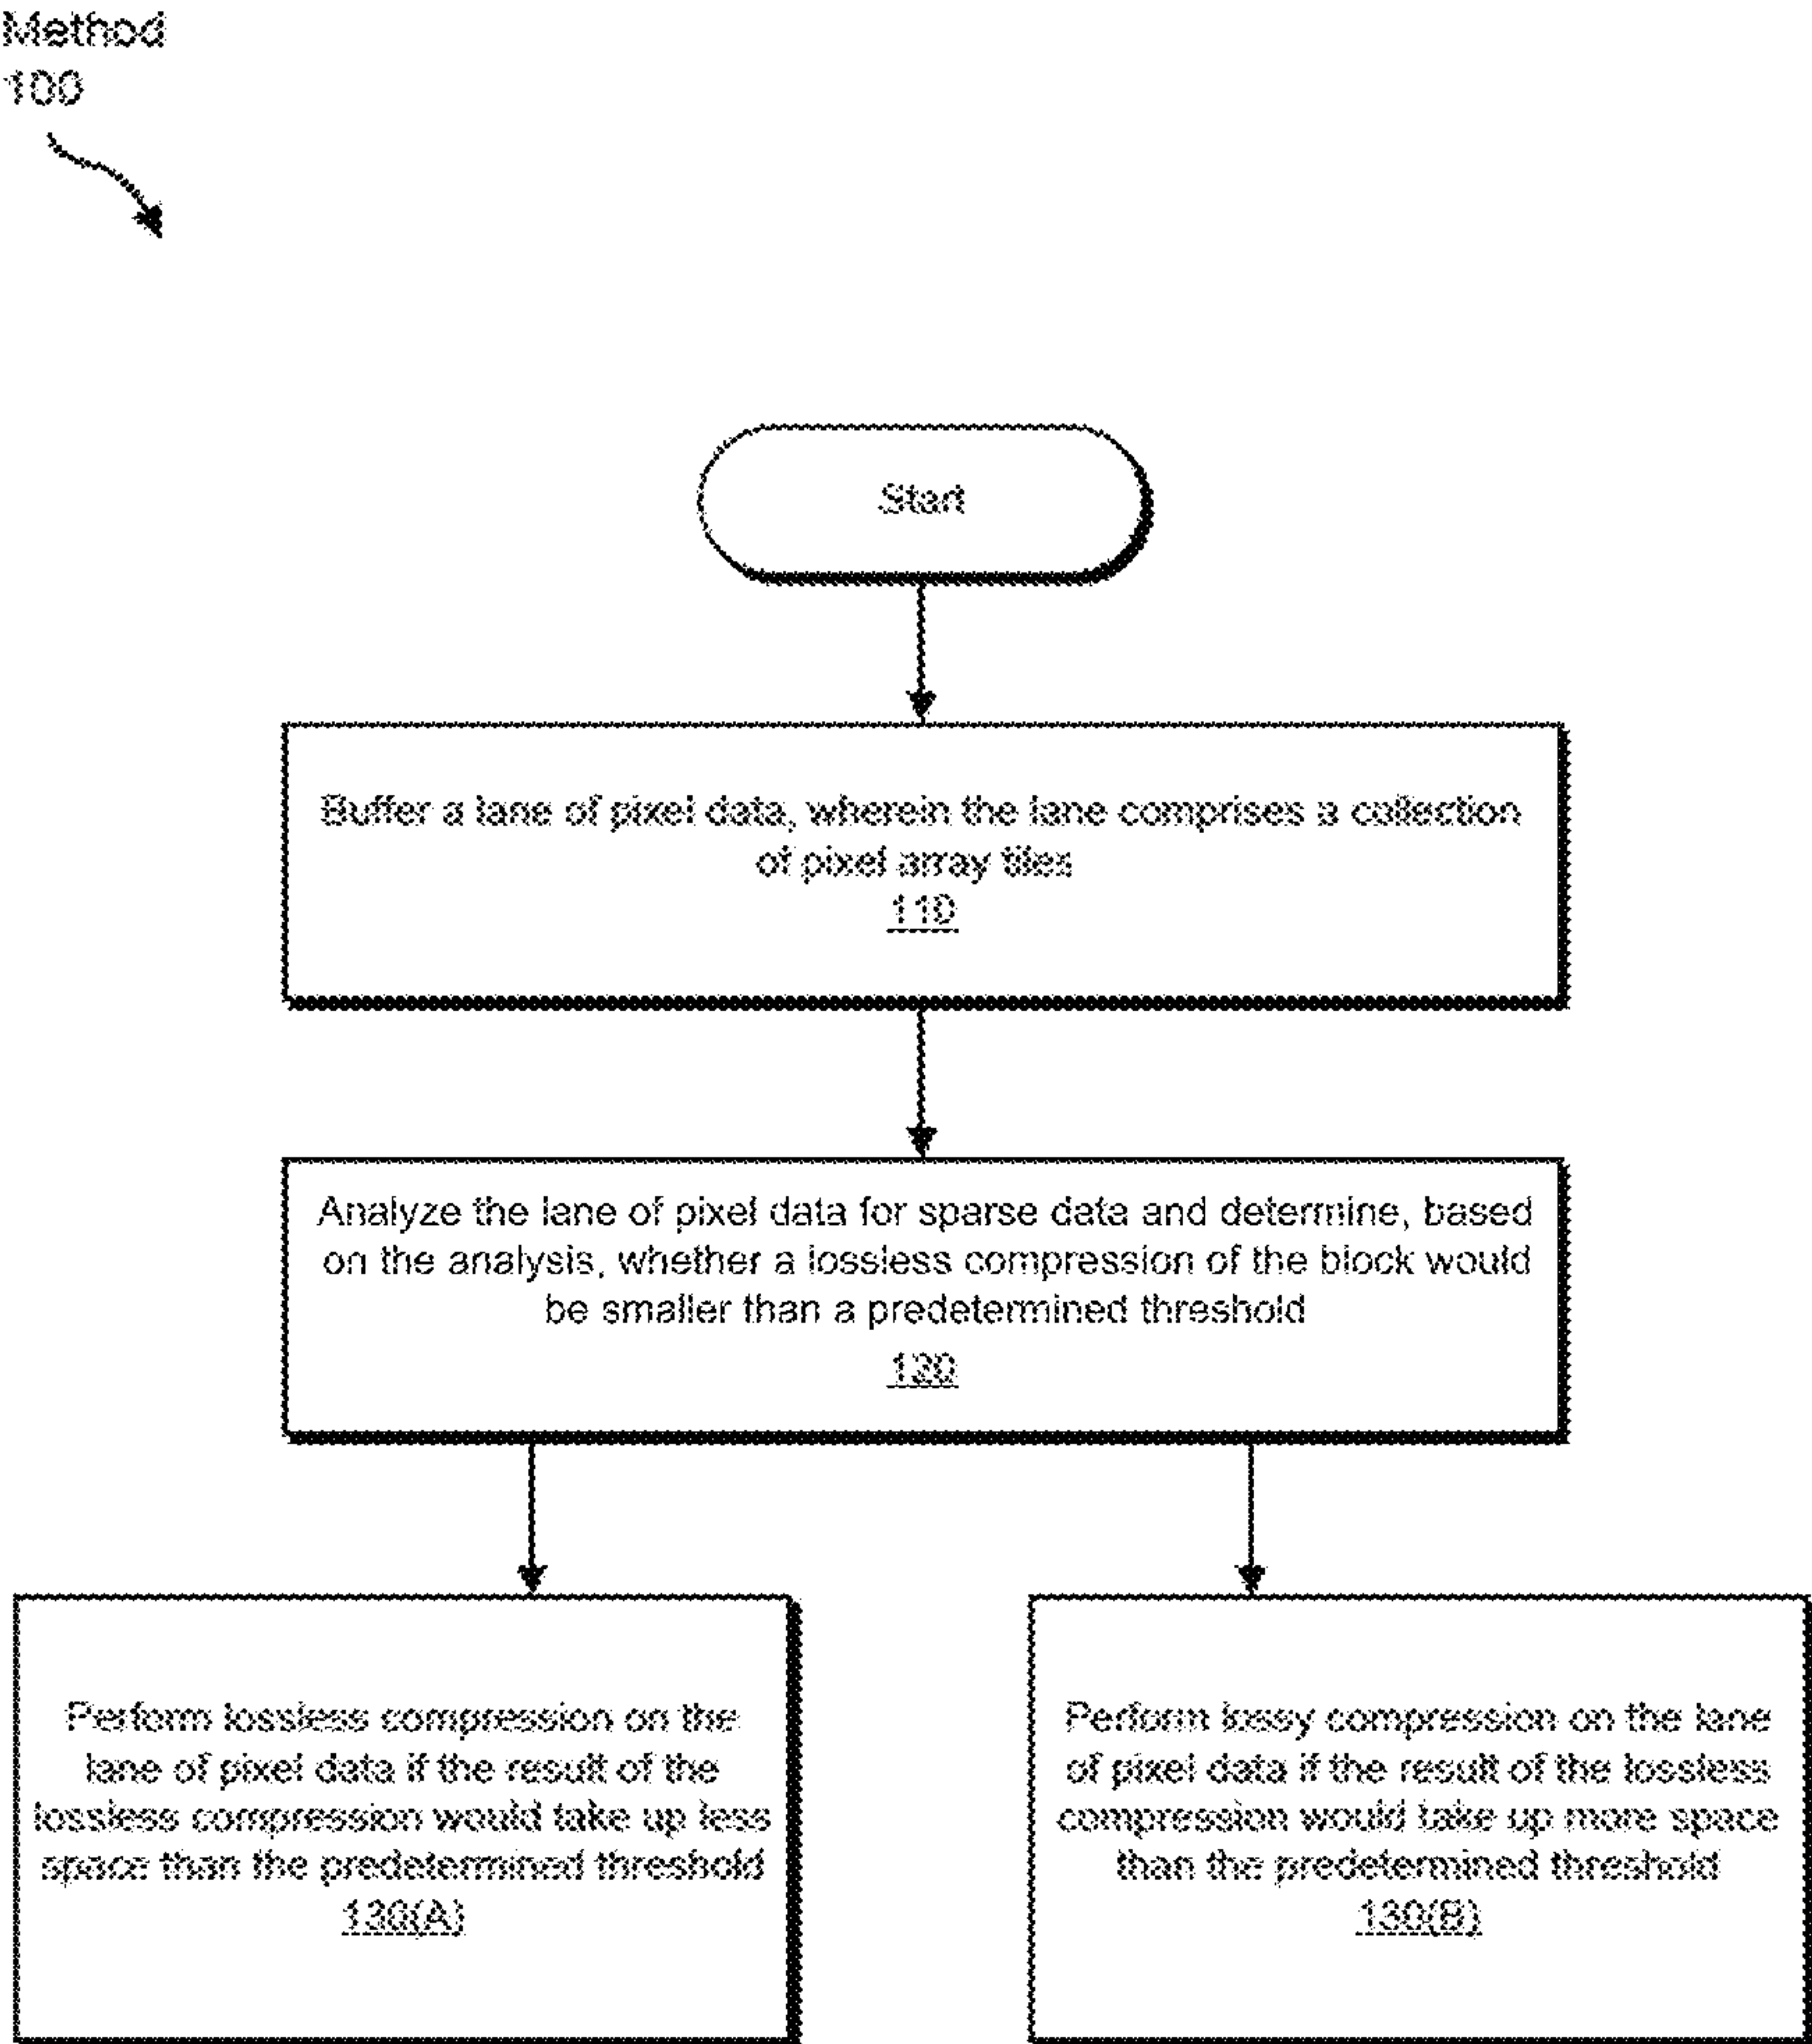 Method
100
Start
Buffer a lane of pixel data, wherein the lane comprises a collection
of pixel array tiles
110
Analyze the lane of pixel data for sparse data and determine, based
on the analysis, whether a lossless compression of the block would
be smaller than a predetermined threshold
120
Perform lossless compression on the
lane of pixel data if the result of the
lossless compression would take up less
space than the predetermined threshold
130(A)
Perform lossy compression on the lane
of pixel data if the result of the lossless
compression would take up more space
than the predetermined threshold
130(B)